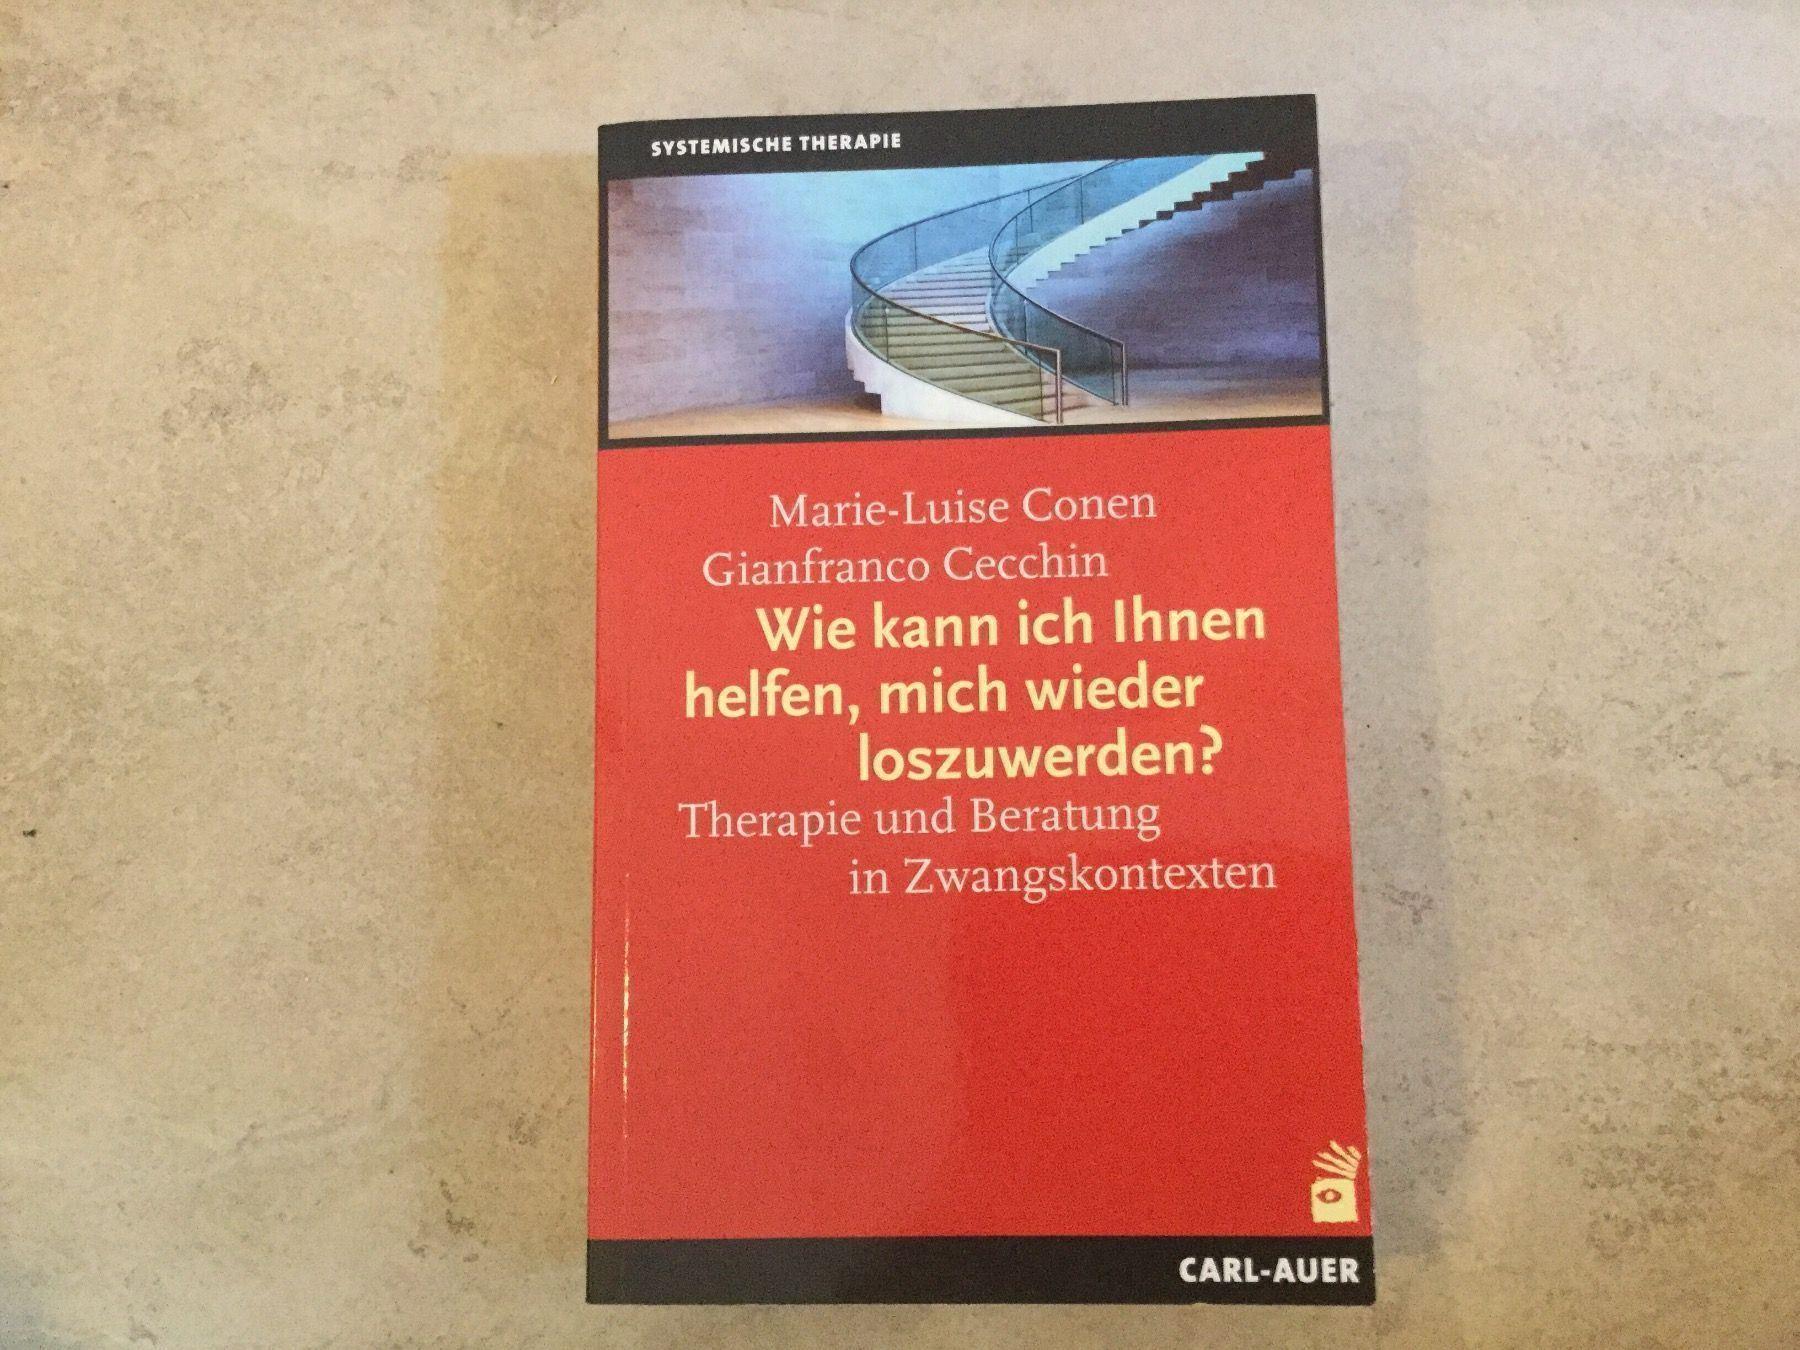 SYSTEMISCHE THERAPIE
Marie-Luise Conen
Gianfranco Cecchin
Wie kann ich Ihnen
helfen, mich wieder
loszuwerden?
Therapie und Beratung
in Zwangskontexten
CARL-AUER